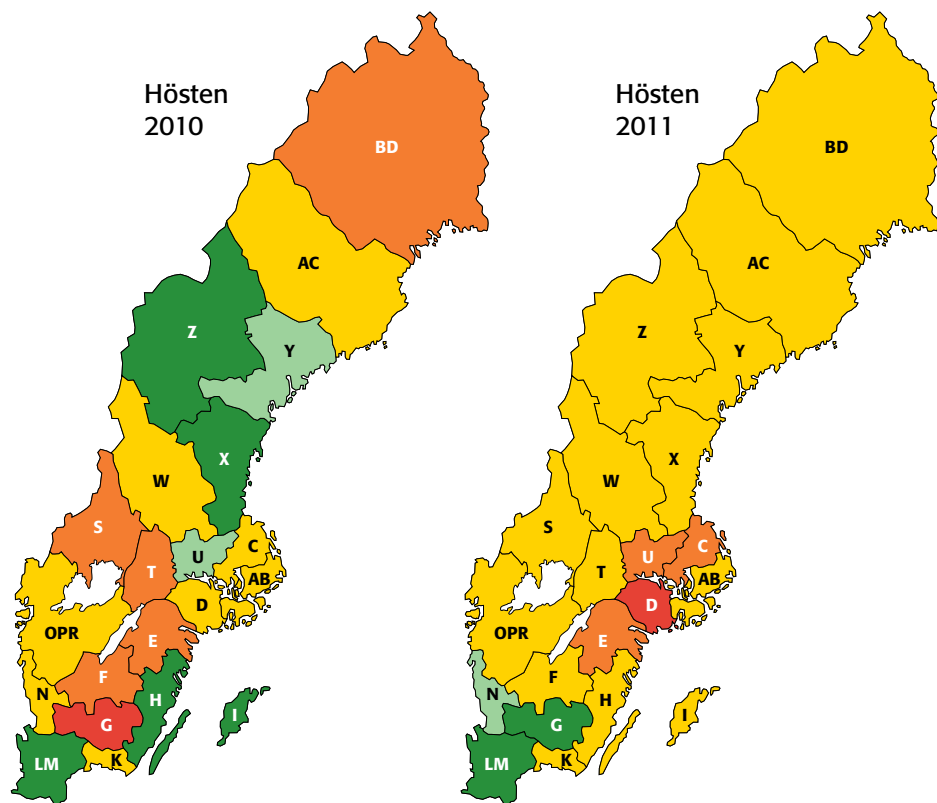 Hösten
2010
BD
AC
Z
Y
X
W
S
U
C
T
AB
D
OPR
E
F
N
H
G
I
K
LM
Hösten
2011
BD
AC
Z
Y
X
W
S
U
C
T
AB
D
OPR
E
F
N
H
G
I
K
LM